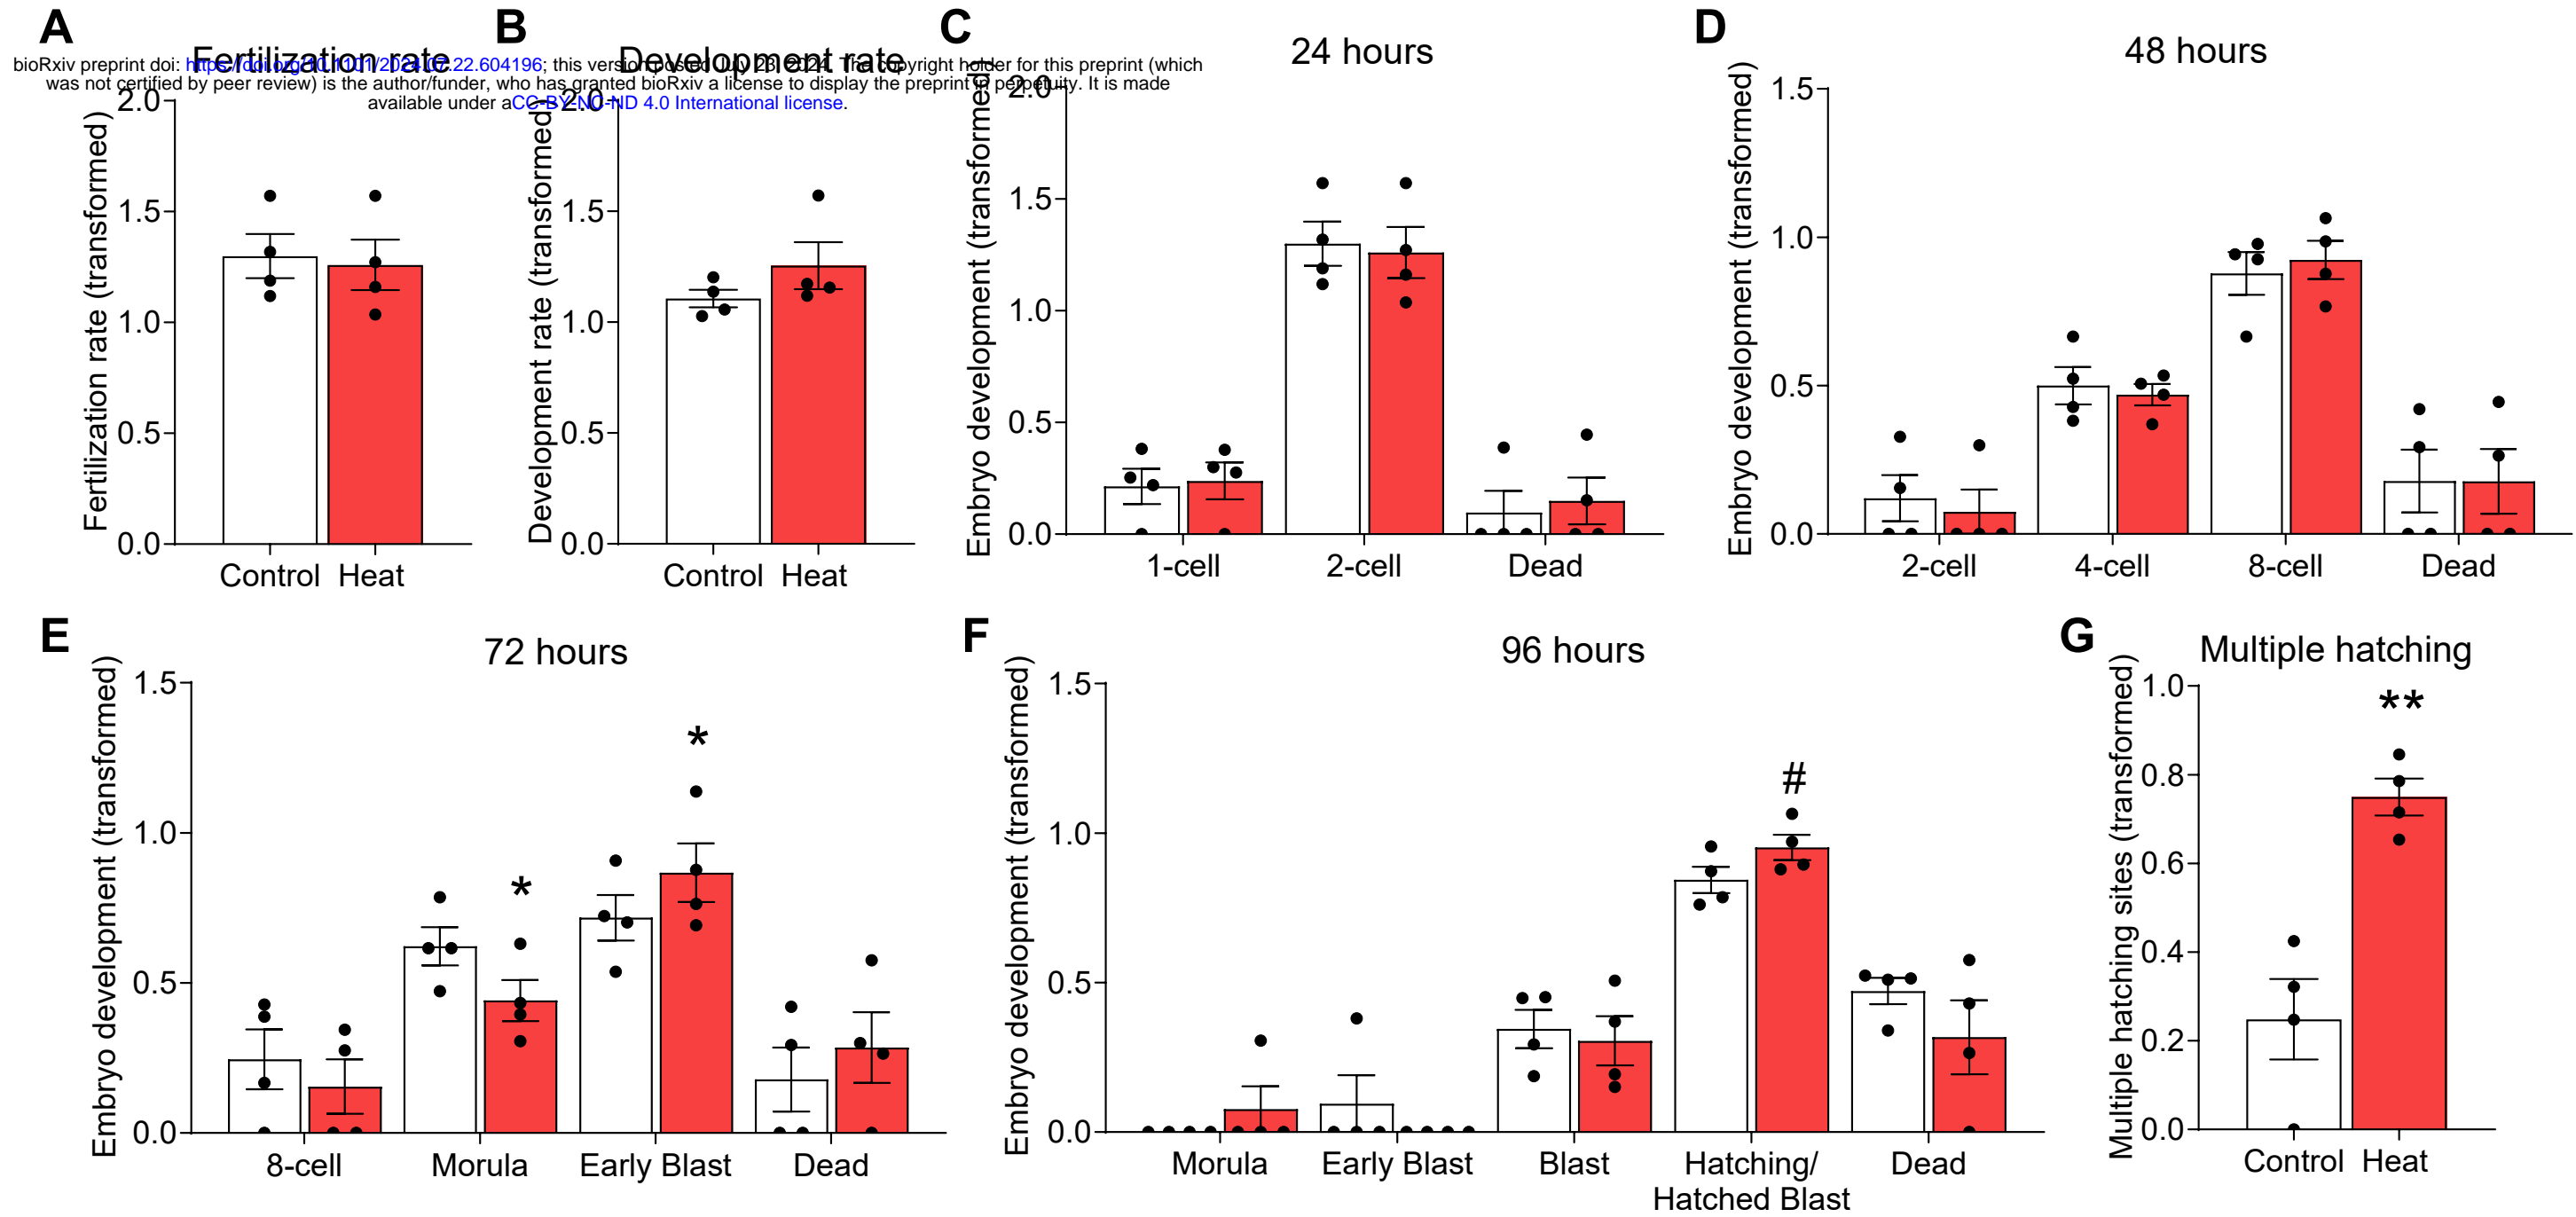 A
B
C
D
Fertilization rate
Development rate
24 hours
48 hours
bioRxiv preprint doi: https://doi.org/10.1101/2024.07.22.604196; this version posted July 23, 2024. The copyright holder for this preprint (which
was not certified by peer review) is the author/funder, who has granted bioRxiv a license to display the preprint in perpetuity. It is made
available under aCC-BY-NC-ND 4.0 International license.
Fertilization rate (transformed)
2.0
1.5
1.0
0.5
0.0
Control Heat
Development rate (transformed)
2.0
1.5
1.0
0.5
0.0
Control Heat
Embryo development (transformed)
2.0
1.5
1.0
0.5
0.0
1-cell 2-cell Dead
Embryo development (transformed)
1.5
1.0
0.5
0.0
2-cell 4-cell 8-cell Dead
E
72 hours
Embryo development (transformed)
1.5
1.0
0.5
0.0
*
*
8-cell Morula Early Blast Dead
F
96 hours
Embryo development (transformed)
1.5
1.0
0.5
0.0
#
Morula Early Blast Blast Hatching/ Dead
Hatched Blast
G
Multiple hatching
Multiple hatching sites (transformed)
1.0
0.8
0.6
0.4
0.2
0.0
**
Control Heat